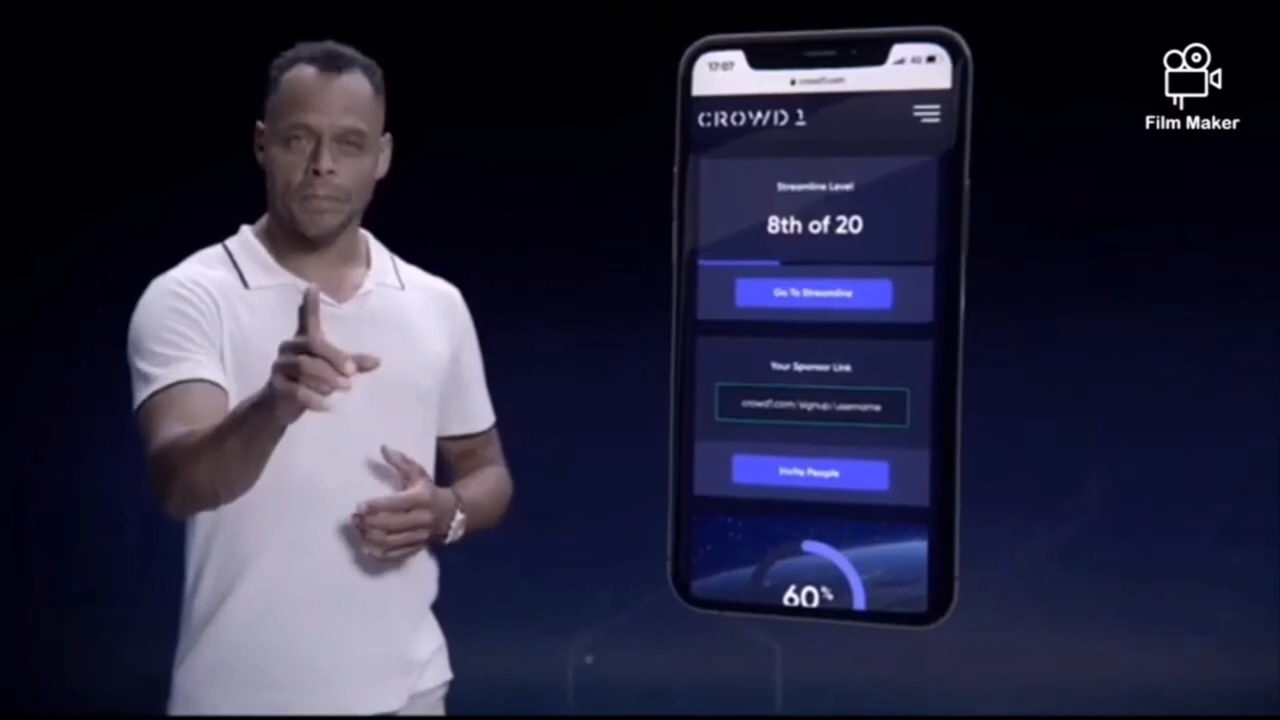 17:07
4G
crowd1.com
CROWD 1
Streamline Level
8th of 20
Go To Streamline
Your Sponsor Link
crowd1.com/signup/username
Invite People
60%
Film Maker